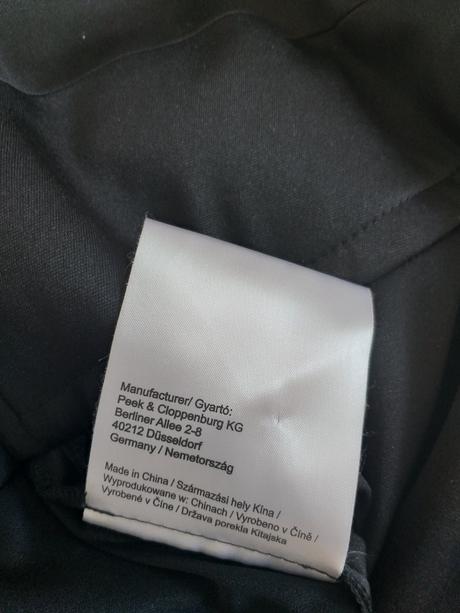 Manufacturer/ Gyartó:
Peek & Cloppenburg KG
Berliner Allee 2-8
40212 Düsseldorf
Germany / Nemetország
Made in China / Származási hely Kína /
Wyprodukowane w: Chinach / Vyrobeno v Číně /
Vyrobené v Číne / Država porekla Kitajska